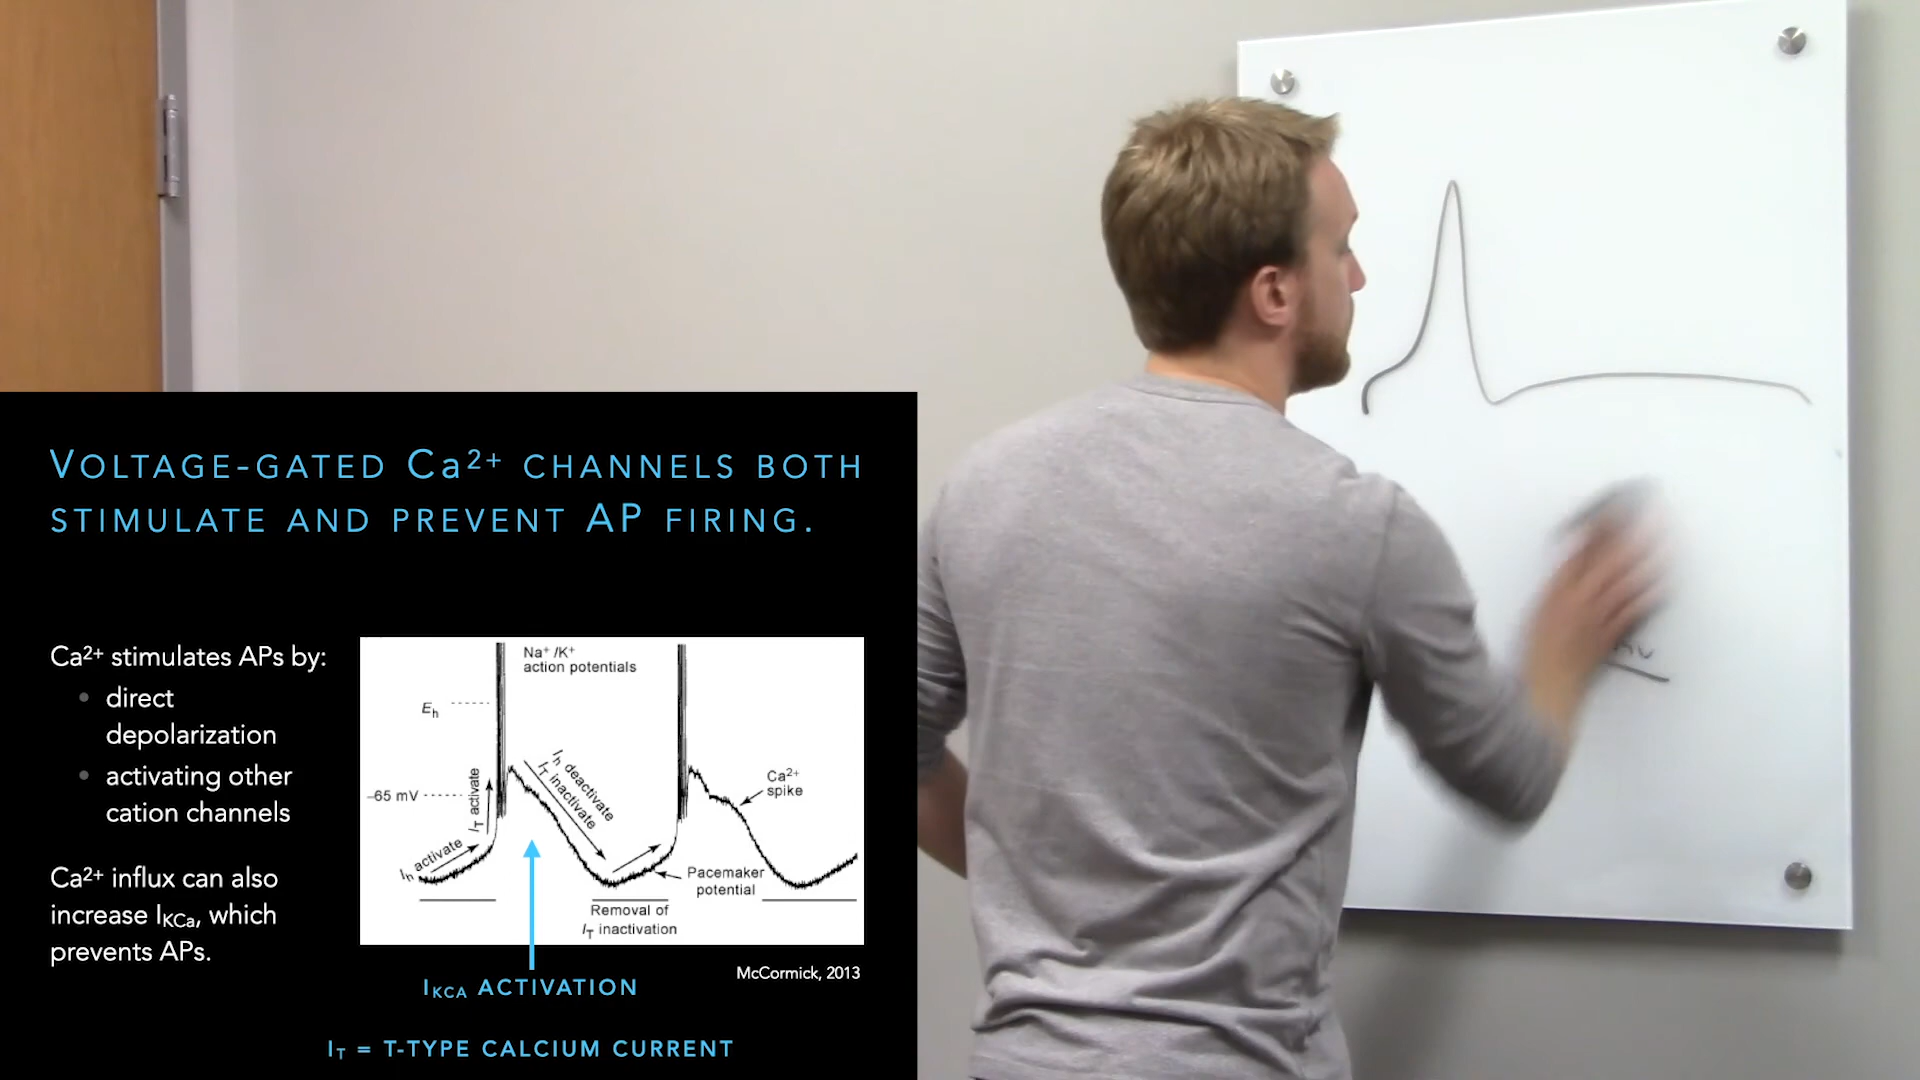 VOLTAGE-GATED Ca2+ CHANNELS BOTH
STIMULATE AND PREVENT AP FIRING.
Ca2+ stimulates APs by:
• direct
depolarization
• activating other
cation channels
Ca2+ influx can also
increase IKCa, which
prevents APs.
Na+ /K+
action potentials
Eh
–65 mV
Ih activate
IT activate
Ih deactivate
IT inactivate
Ca2+
spike
Pacemaker
potential
Removal of
IT inactivation
McCormick, 2013
IKCA ACTIVATION
IT = T-TYPE CALCIUM CURRENT